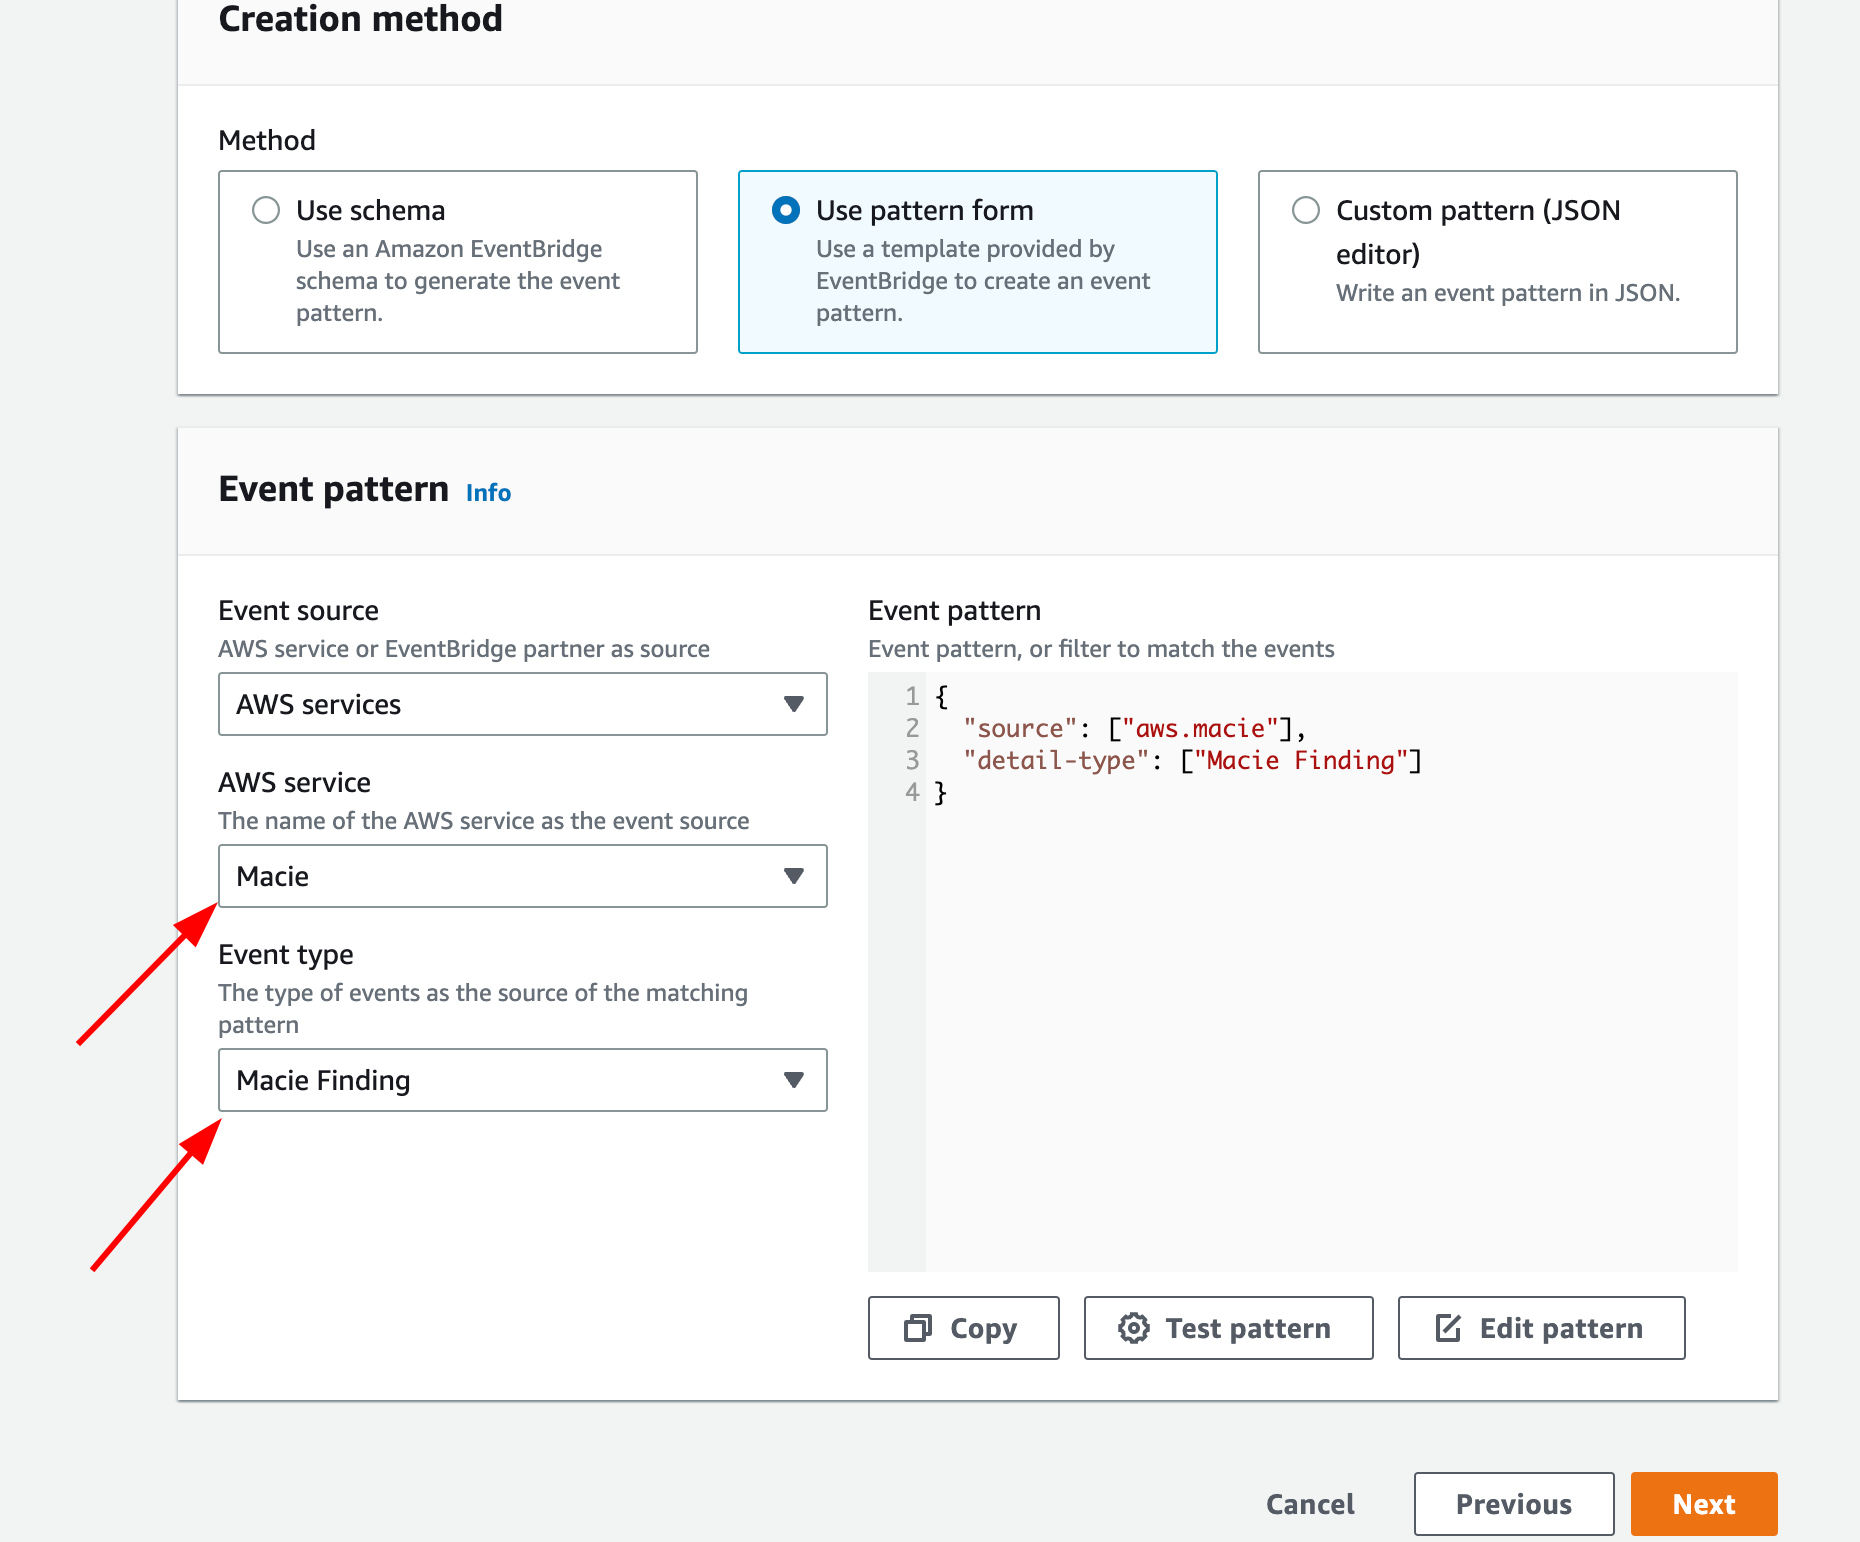 Creation method
Method
Use schema
Use an Amazon EventBridge
schema to generate the event
pattern.
Use pattern form
Use a template provided by
EventBridge to create an event
pattern.
Custom pattern (JSON
editor)
Write an event pattern in JSON.
Event pattern Info
Event source
AWS service or EventBridge partner as source
AWS services
AWS service
The name of the AWS service as the event source
Macie
Event type
The type of events as the source of the matching
pattern
Macie Finding
Event pattern
Event pattern, or filter to match the events
1 {
2   "source": ["aws.macie"],
3   "detail-type": ["Macie Finding"]
4 }
Copy Test pattern Edit pattern
Cancel Previous Next